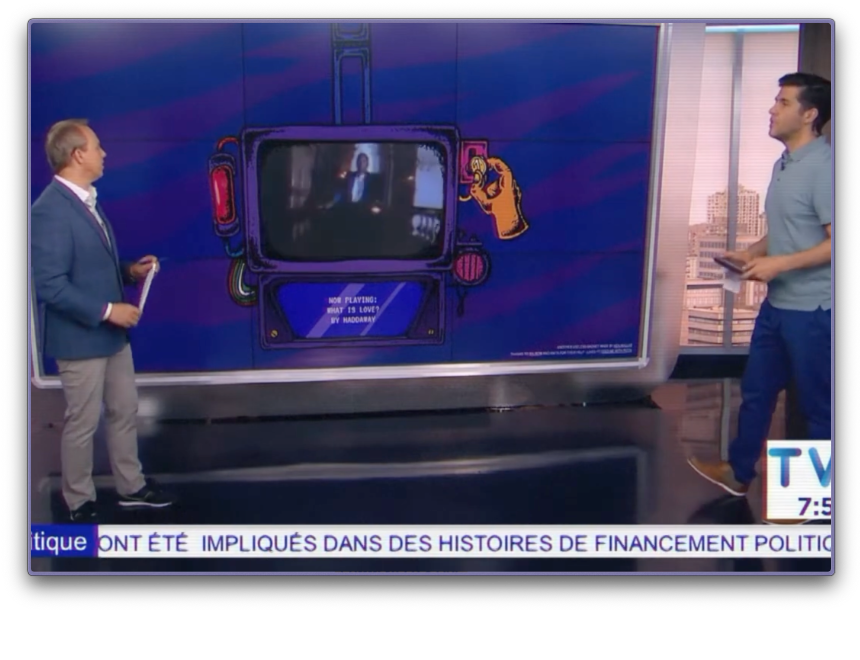 NOW PLAYING:
WHAT IS LOVE?
BY HADDAWAY
TV
7:5
itique
ONT ÉTÉ IMPLIQUÉS DANS DES HISTOIRES DE FINANCEMENT POLITIC